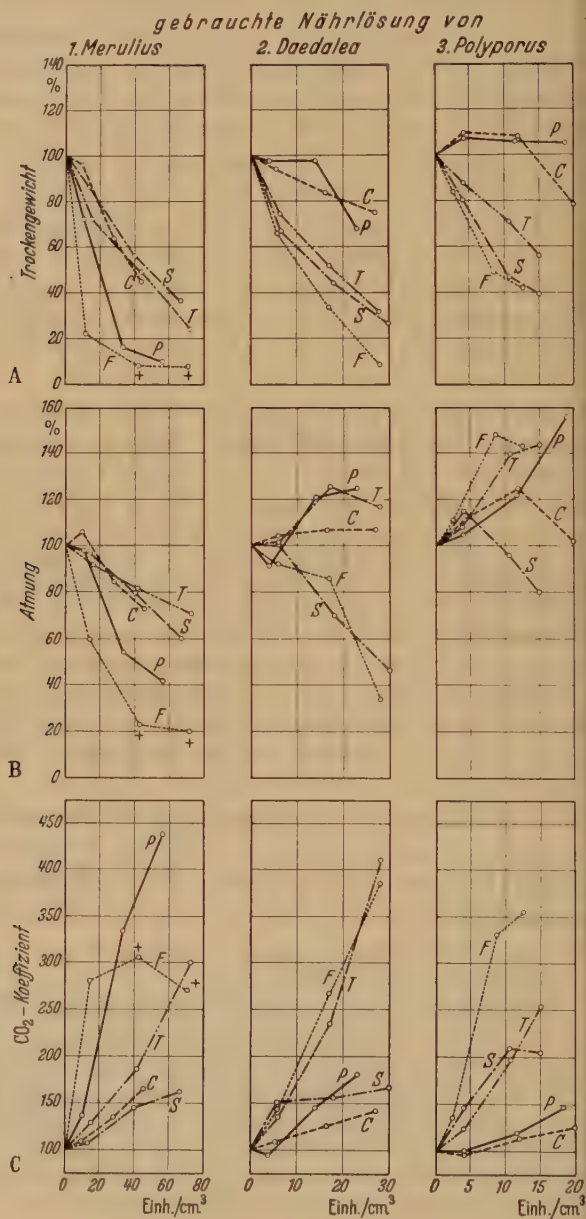 gebrauchte Nährlösung von
1. Merulius 2. Daedalea 3. Polyporus
140
%
120
100
80
60
40
20
0
Trockengewicht
A
S
C
T
P
F
+ +
C
P
T
S
F
P
C
T
S
F
160
%
140
120
100
80
60
40
20
0
Atmung
B
T
S
P
F
+ +
P
T
C
F
S
F
T
P
C
S
450
400
350
300
250
200
150
100
CO₂-Koeffizient
C
P
+
F
+
T
C
S
F
T
P
S
C
F
T
S
T
P
C
0 20 40 60 80 0 10 20 30 0 5 10 15 20
Einh./cm³ Einh./cm³ Einh./cm³